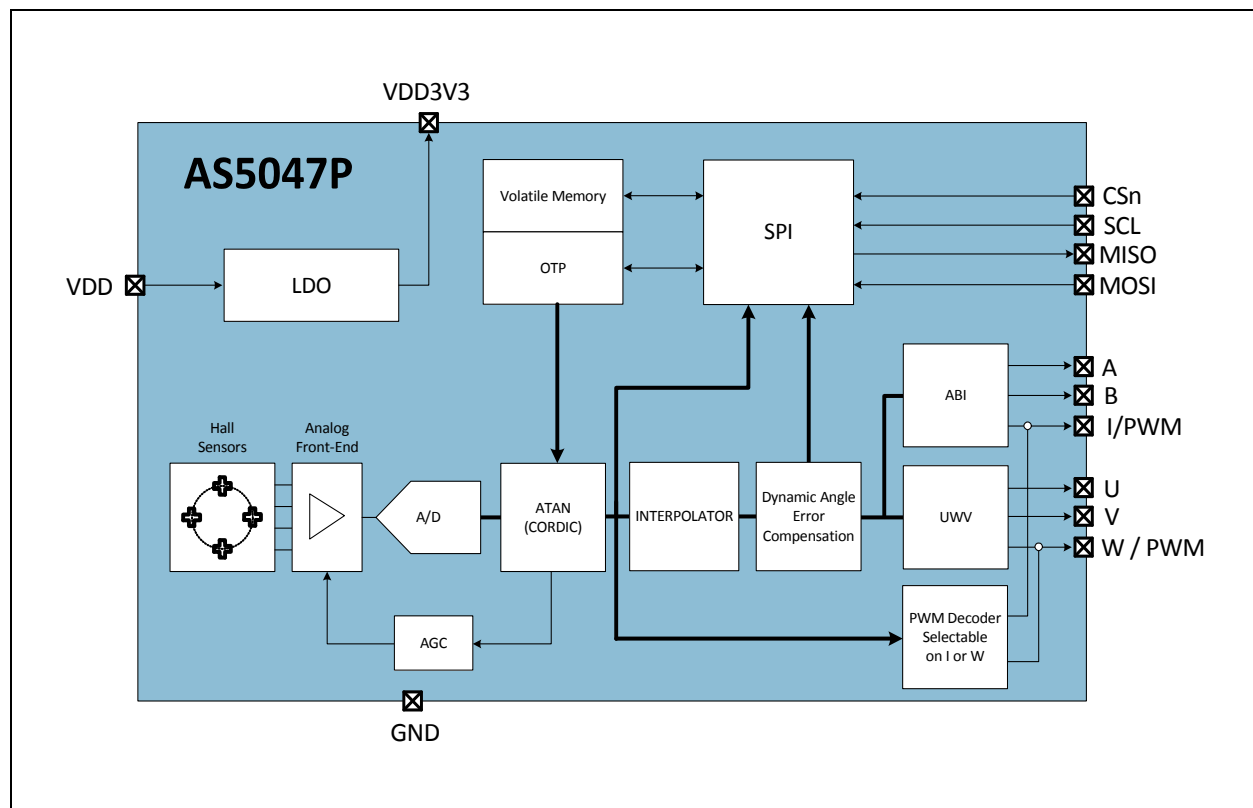 VDD3V3
AS5047P
Volatile Memory
OTP
SPI
CSn
SCL
MISO
MOSI
VDD
LDO
ABI
A
B
I/PWM
Hall
Sensors
Analog
Front-End
A/D
ATAN
(CORDIC)
INTERPOLATOR
Dynamic Angle
Error
Compensation
UWV
U
V
W / PWM
AGC
PWM Decoder
Selectable
on I or W
GND